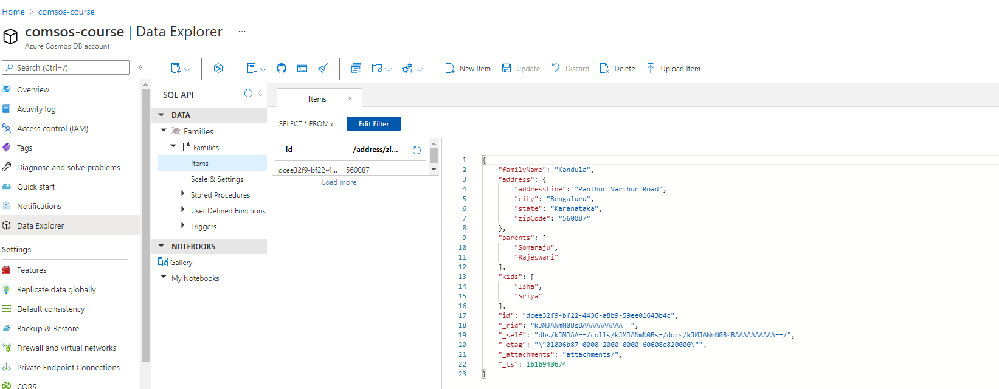 Home > comsos-course
comsos-course | Data Explorer ...
Azure Cosmos DB account
Search (Ctrl+/) «
Overview
Activity log
Access control (IAM)
Tags
Diagnose and solve problems
Quick start
Notifications
Data Explorer
Settings
Features
Replicate data globally
Default consistency
Backup & Restore
Firewall and virtual networks
Private Endpoint Connections
CORS
New Item Update Discard Delete Upload Item
SQL API
DATA
Families
Families
Items
Scale & Settings
Stored Procedures
User Defined Functions
Triggers
NOTEBOOKS
Gallery
My Notebooks
Items ×
SELECT * FROM c Edit Filter
id /address/zi...
dcee32f9-bf22-4... 560087
Load more
1 {
2 "familyName": "Kandula",
3 "address": {
4 "addressLine": "Panthur Varthur Road",
5 "city": "Bengaluru",
6 "state": "Karanataka",
7 "zipCode": "560087"
8 },
9 "parents": [
10 "Somaraju",
11 "Rajeswari"
12 ],
13 "kids": [
14 "Isha",
15 "Sriya"
16 ],
17 "id": "dcee32f9-bf22-4436-a8b9-59ee01643b4c",
18 "_rid": "kJMJANmN0BsBAAAAAAAAAA==",
19 "_self": "dbs/kJMJAA==/colls/kJMJANmN0Bs=/docs/kJMJANmN0BsBAAAAAAAAAA==/",
20 "_etag": "\"01006b87-0000-2000-0000-60608e820000\"",
21 "_attachments": "attachments/",
22 "_ts": 1616940674
23 }